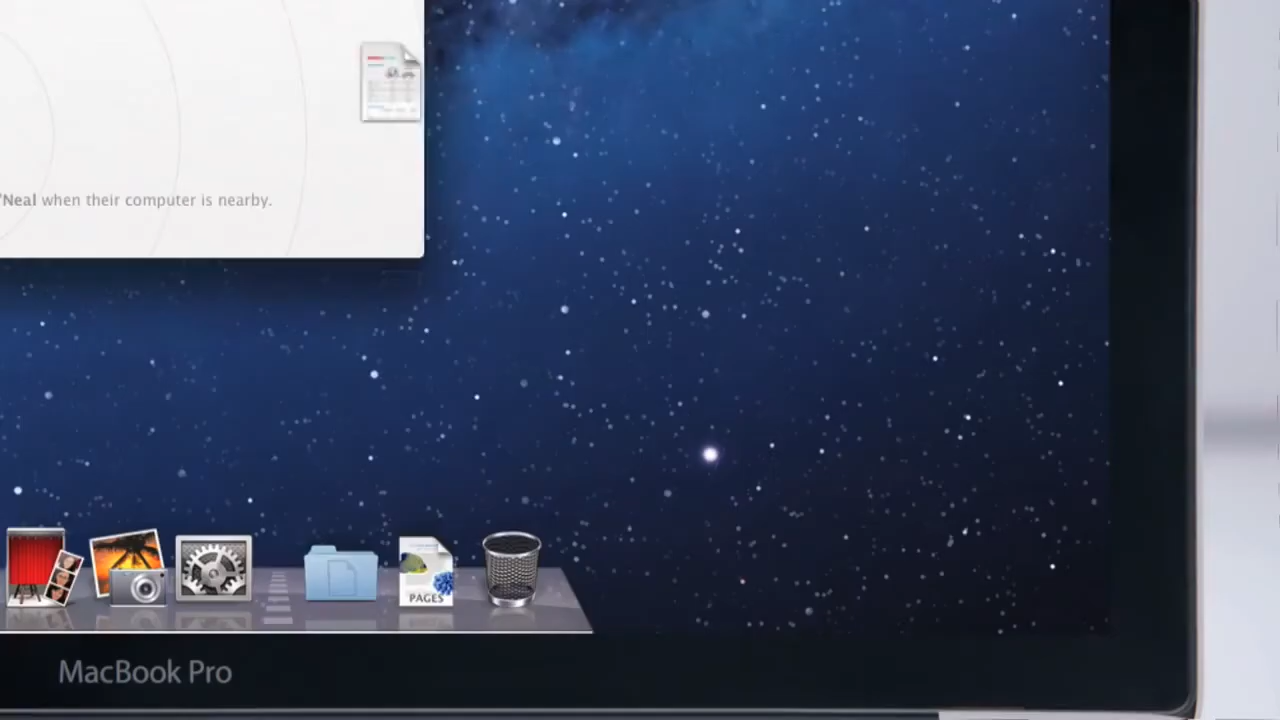 'Neal when their computer is nearby.
PAGES
MacBook Pro